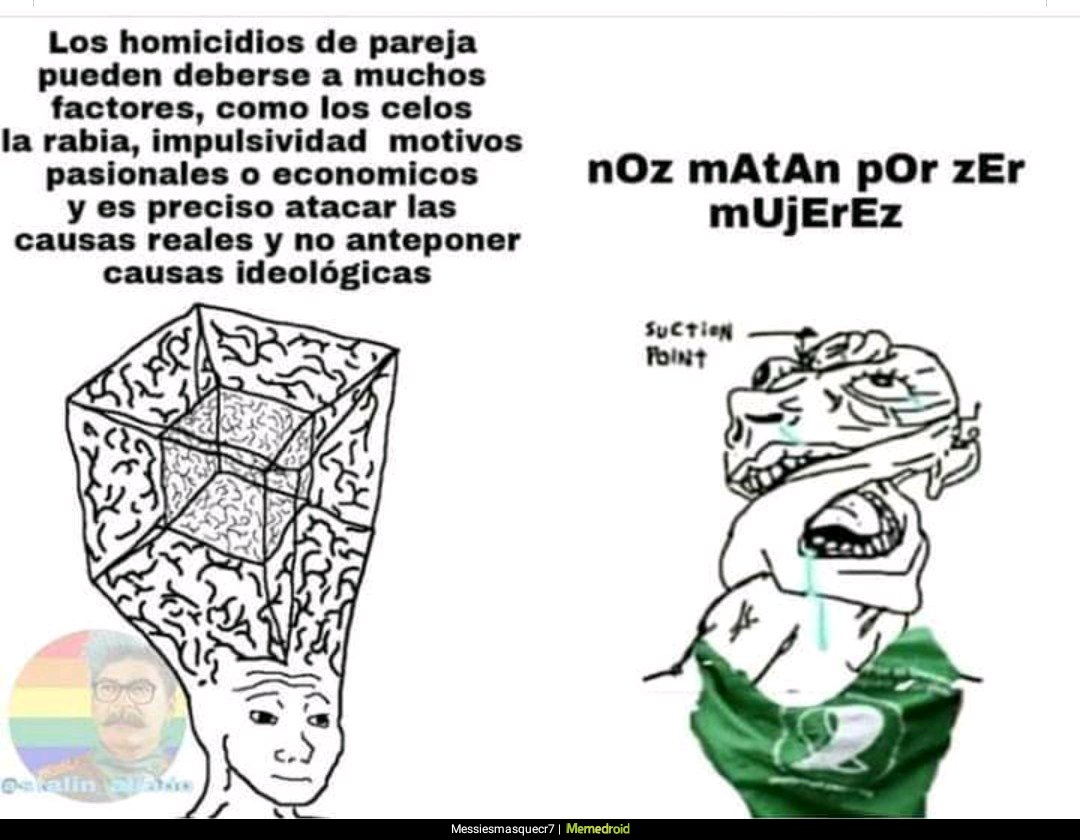 Los homicidios de pareja
pueden deberse a muchos
factores, como los celos
la rabia, impulsividad motivos
pasionales o economicos
y es preciso atacar las
causas reales y no anteponer
causas ideológicas
nOz mAtAn pOr zEr
mUjErEz
SUCTION
POINT
Messiesmasquecr7 | Memedroid